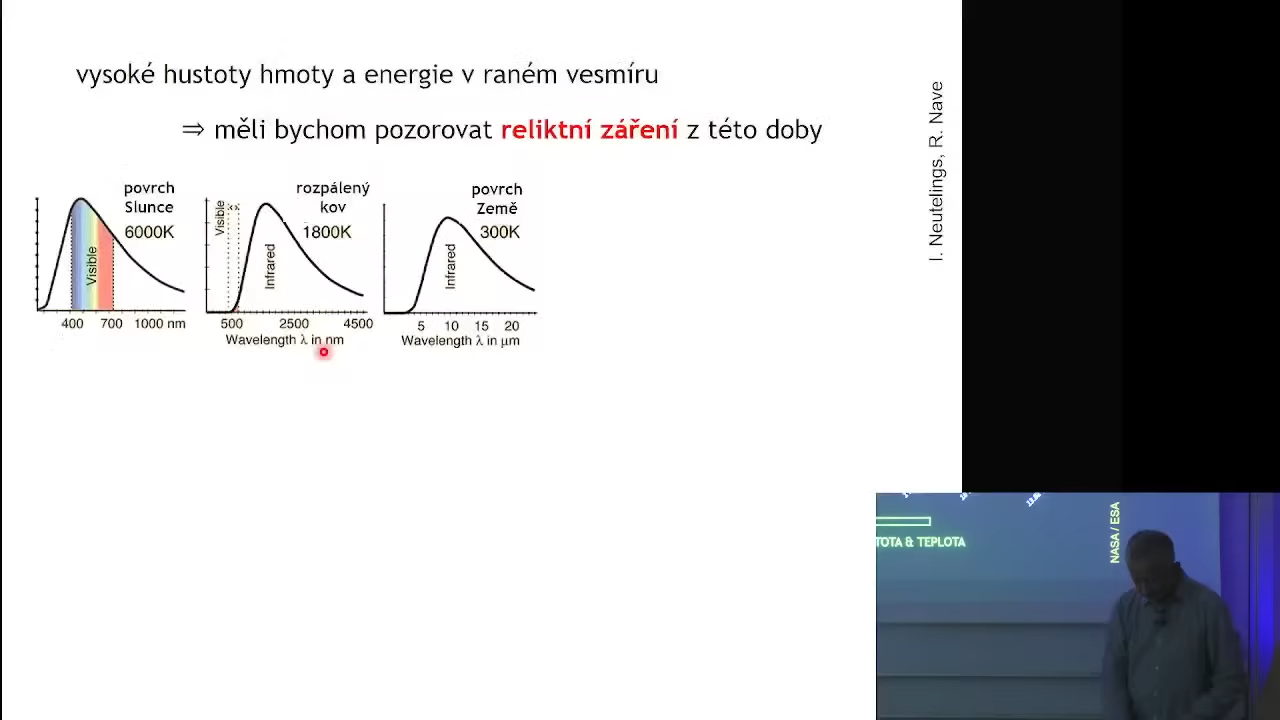 vysoké hustoty hmoty a energie v raném vesmíru
⇒ měli bychom pozorovat reliktní záření z této doby
I. Neutelings, R. Nave
povrch
Slunce
6000K
Visible
400 700 1000 nm
rozpálený
kov
1800K
Visible
Infrared
500 2500 4500
Wavelength λ in nm
povrch
Země
300K
Infrared
5 10 15 20
Wavelength λ in μm
TOTA & TEPLOTA
NASA / ESA